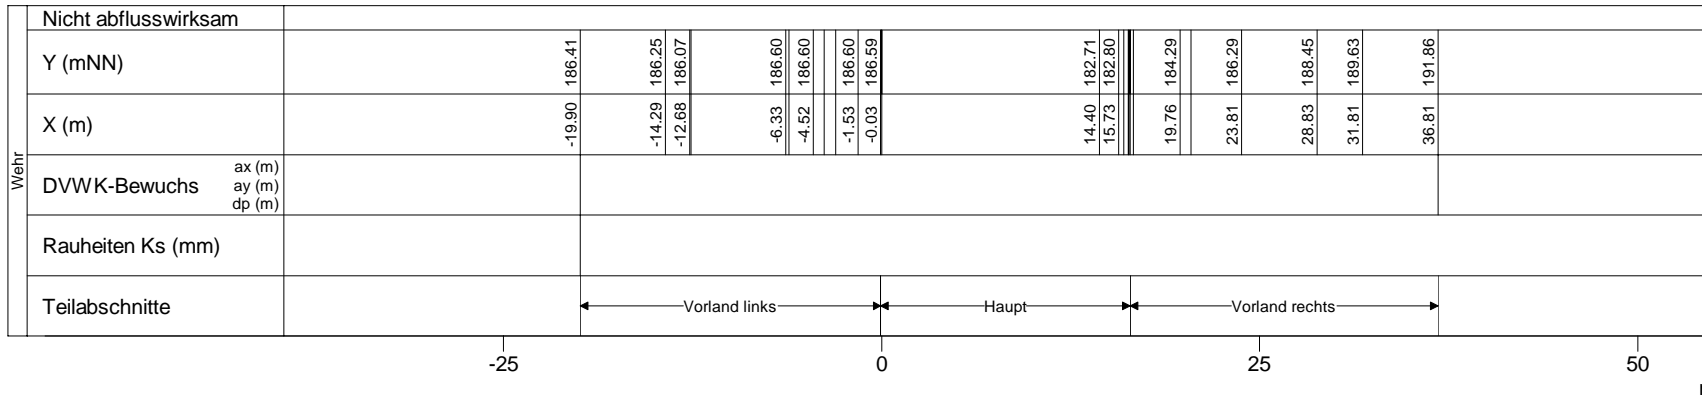 Wehr
Nicht abflusswirksam
Y (mNN) 186.41 186.25 186.07 186.60 186.60 186.60 186.59 182.71 182.80 184.29 186.29 188.45 189.63 191.86
X (m) -19.90 -14.29 -12.68 -6.33 -4.52 -1.53 -0.03 14.40 15.73 19.76 23.81 28.83 31.81 36.81
DVWK-Bewuchs
ax (m)
ay (m)
dp (m)
Rauheiten Ks (mm)
Teilabschnitte Vorland links Haupt Vorland rechts
-25 0 25 50